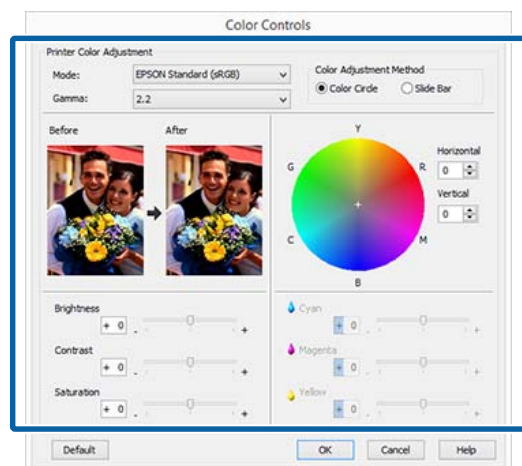 Color Controls
Printer Color Adjustment
Mode: EPSON Standard (sRGB)
Gamma: 2.2
Color Adjustment Method
Color Circle Slide Bar
Before After
Y
G R
C M
B
Horizontal
0
Vertical
0
Brightness
+ 0 - +
Contrast
+ 0 - +
Saturation
+ 0 - +
Cyan
+ 0 - +
Magenta
+ 0 - +
Yellow
+ 0 - +
Default OK Cancel Help